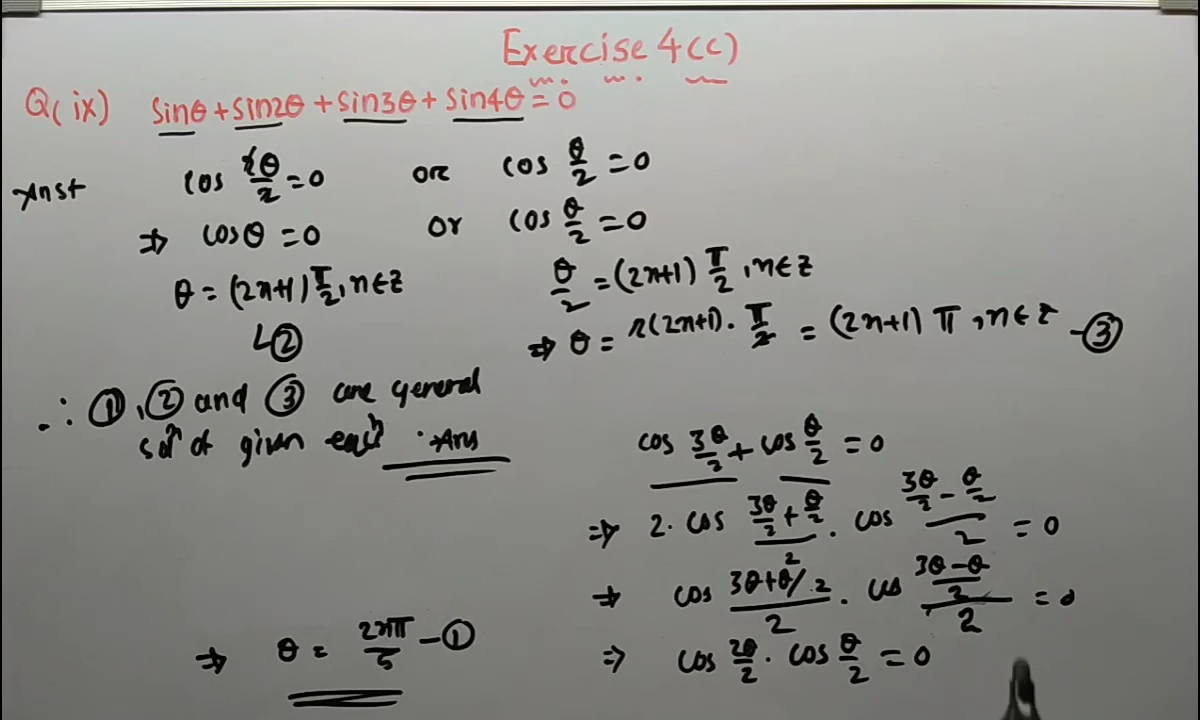 Exercise 4(c)
Q(ix) sinθ + sin2θ + sin3θ + sin4θ = 0
Ans: cos 2θ/2 = 0 or cos θ/2 = 0
⇒ cosθ = 0 or cos θ/2 = 0
θ = (2n+1) π/2, n∈z θ/2 = (2n+1) π/2, n∈z
②
⇒ θ = 2(2n+1). π/2 = (2n+1) π, n∈z - ③
∴ ①, ② and ③ are general
solⁿ of given eqⁿ. Ans
cos 3θ/2 + cos θ/2 = 0
⇒ 2. cos (3θ/2 + θ/2)/2 . cos (3θ/2 - θ/2)/2 = 0
⇒ cos (3θ+θ/2)/2 . cos ((3θ-θ)/2)/2 = 0
⇒ θ = 2nπ/5 - ①
⇒ cos 2θ/2 . cos θ/2 = 0